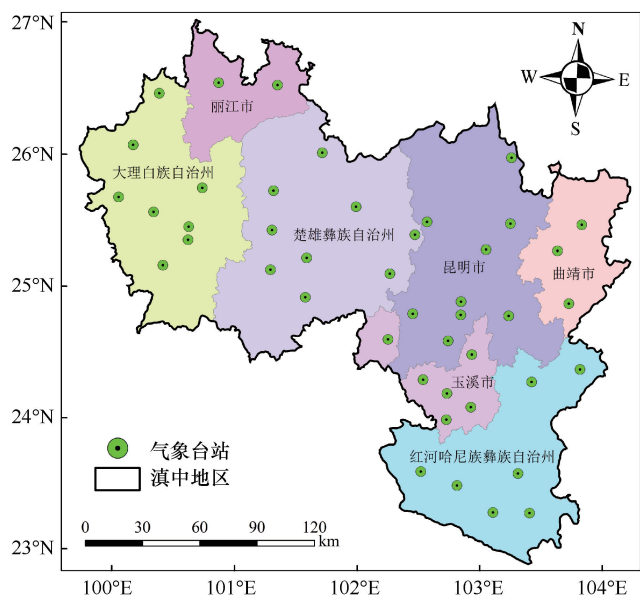 27°N
26°N
25°N
24°N
23°N
N
W
E
S
丽江市
大理白族自治州
楚雄彝族自治州
昆明市
曲靖市
玉溪市
红河哈尼族彝族自治州
气象台站
滇中地区
0 30 60 90 120
km
100°E 101°E 102°E 103°E 104°E